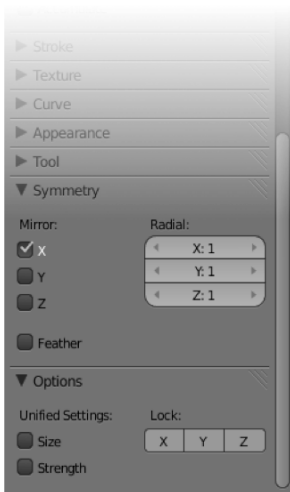 Stroke
Texture
Curve
Appearance
Tool
Symmetry
Mirror: Radial:
X X: 1
Y Y: 1
Z Z: 1
Feather
Options
Unified Settings: Lock:
Size X Y Z
Strength